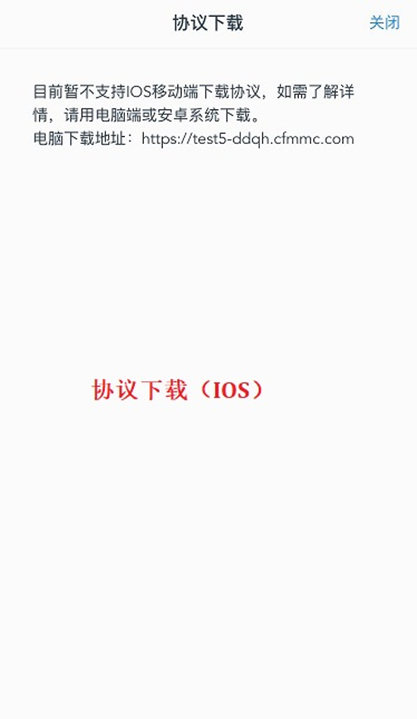 协议下载
关闭
目前暂不支持IOS移动端下载协议，如需了解详
情，请用电脑端或安卓系统下载。
电脑下载地址：https://test5-ddqh.cfmmc.com
协议下载（IOS）